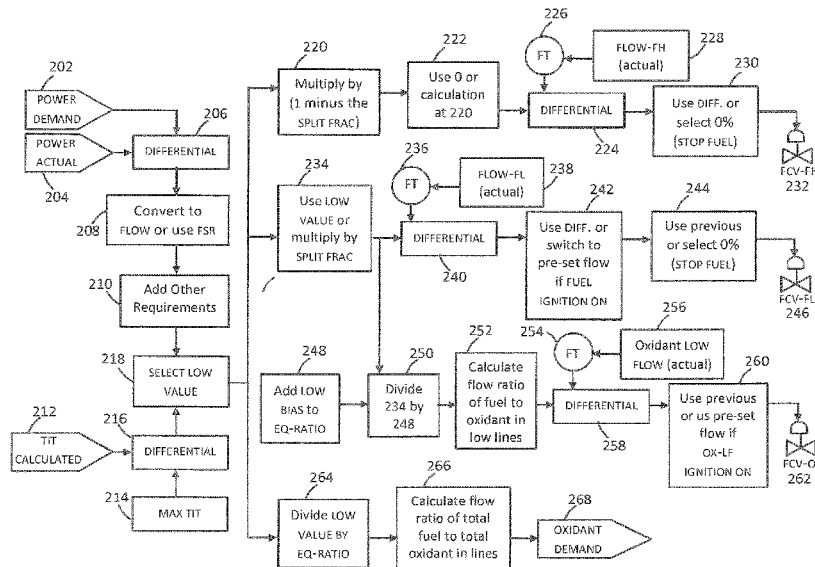 202
POWER
DEMAND
POWER
ACTUAL
204
206
DIFFERENTIAL
208
Convert to
FLOW or use FSR
210
Add Other
Requirements
218
SELECT LOW
VALUE
212
TiT
CALCULATED
216
DIFFERENTIAL
214
MAX TIT
220
Multiply by
(1 minus the
SPLIT FRAC)
222
Use 0 or
calculation
at 220
226
FT
FLOW-FH
(actual)
228
DIFFERENTIAL
224
230
Use DIFF. or
select 0%
(STOP FUEL)
FCV-FH
232
234
Use LOW
VALUE or
multiply by
SPLIT FRAC
236
FT
FLOW-FL
(actual)
238
DIFFERENTIAL
240
242
Use DIFF. or
switch to
pre-set flow
if FUEL
IGNITION ON
244
Use previous
or select 0%
(STOP FUEL)
FCV-FL
246
248
Add LOW
BIAS to
EQ-RATIO
250
Divide
234 by
248
252
Calculate
flow ratio
of fuel to
oxidant in
low lines
254
FT
256
Oxidant LOW
FLOW (actual)
DIFFERENTIAL
258
260
Use previous
or us pre-set
flow if
OX-LF
IGNITION ON
FCV-O
262
264
Divide LOW
VALUE BY
EQ-RATIO
266
Calculate flow
ratio of total
fuel to total
oxidant in lines
268
OXIDANT
DEMAND